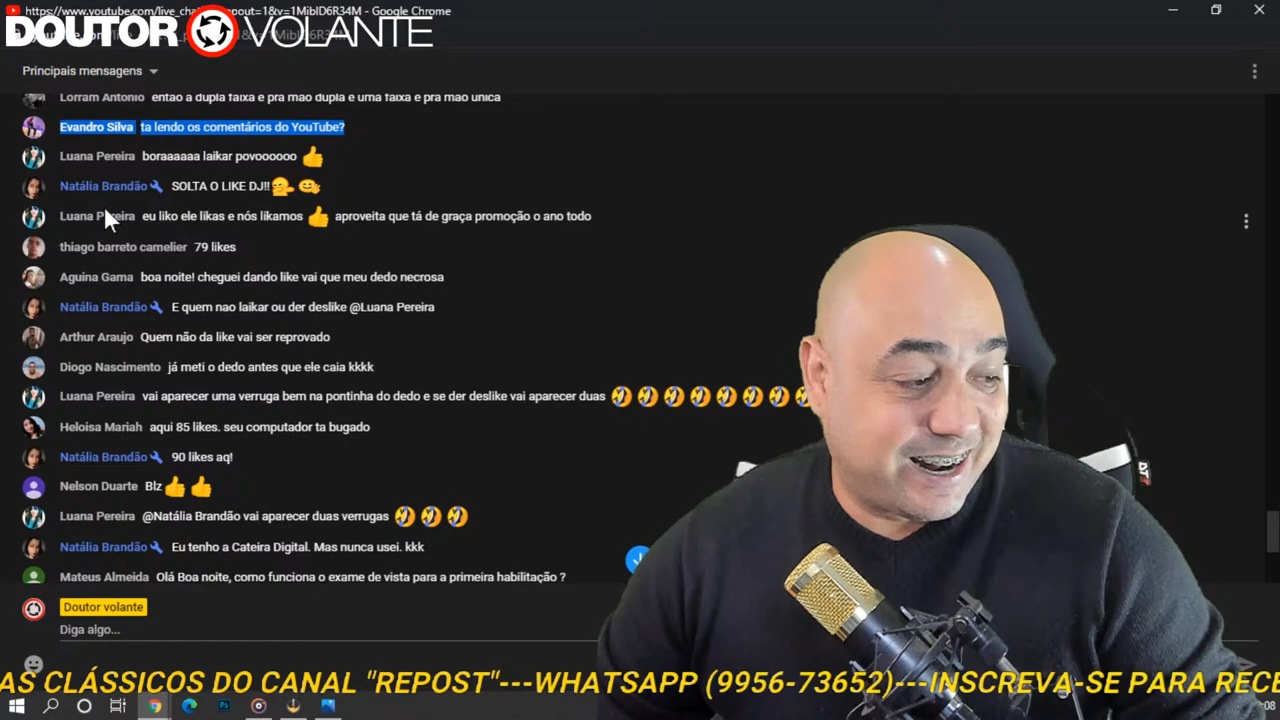 https://www.youtube.com/live_cha
opout=1&v=1MiblD6R34M - Google Chrome
DOUTOR VOLANTE
Principais mensagens
Lorram Antonio então a dupla faixa é pra mão dupla e uma faixa é pra mão única
Evandro Silva ta lendo os comentários do YouTube?
Luana Pereira boraaaaaa laikar povoooooo 👍
Natália Brandão SOLTA O LIKE DJ!!
Luana Pereira eu liko ele likas e nós likamos 👍 aproveita que tá de graça promoção o ano todo
thiago barreto camelier 79 likes
Aguina Gama boa noite! cheguei dando like vai que meu dedo necrosa
Natália Brandão E quem nao laikar ou der deslike @Luana Pereira
Arthur Araujo Quem não da like vai ser reprovado
Diogo Nascimento já meti o dedo antes que ele caia kkkk
Luana Pereira vai aparecer uma verruga bem na pontinha do dedo e se der deslike vai aparecer duas 🤣🤣🤣🤣🤣🤣🤣🤣
Heloisa Mariah aqui 85 likes. seu computador ta bugado
Natália Brandão 90 likes aq!
Nelson Duarte Blz 👍👍
Luana Pereira @Natália Brandão vai aparecer duas verrugas 🤣🤣🤣
Natália Brandão Eu tenho a Cateira Digital. Mas nunca usei. kkk
Mateus Almeida Olá Boa noite, como funciona o exame de vista para a primeira habilitação ?
Doutor volante
Diga algo...
AS CLÁSSICOS DO CANAL "REPOST"---WHATSAPP (9956-73652)---INSCREVA-SE PARA RECE
:08